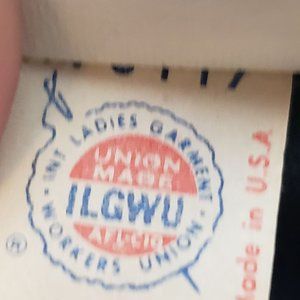 INT LADIES GARMENT
WORKERS UNION
UNION
MADE
ILGWU
AFL-CIO
®
Made in U.S.A